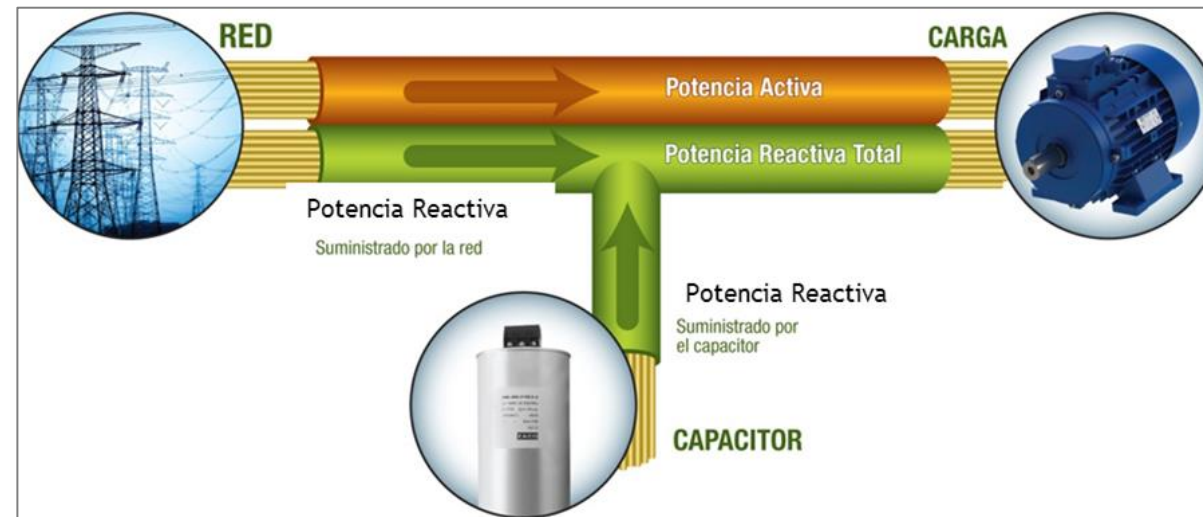 RED
CARGA
Potencia Activa
Potencia Reactiva Total
Potencia Reactiva
Suministrado por la red
Potencia Reactiva
Suministrado por
el capacitor
CAPACITOR